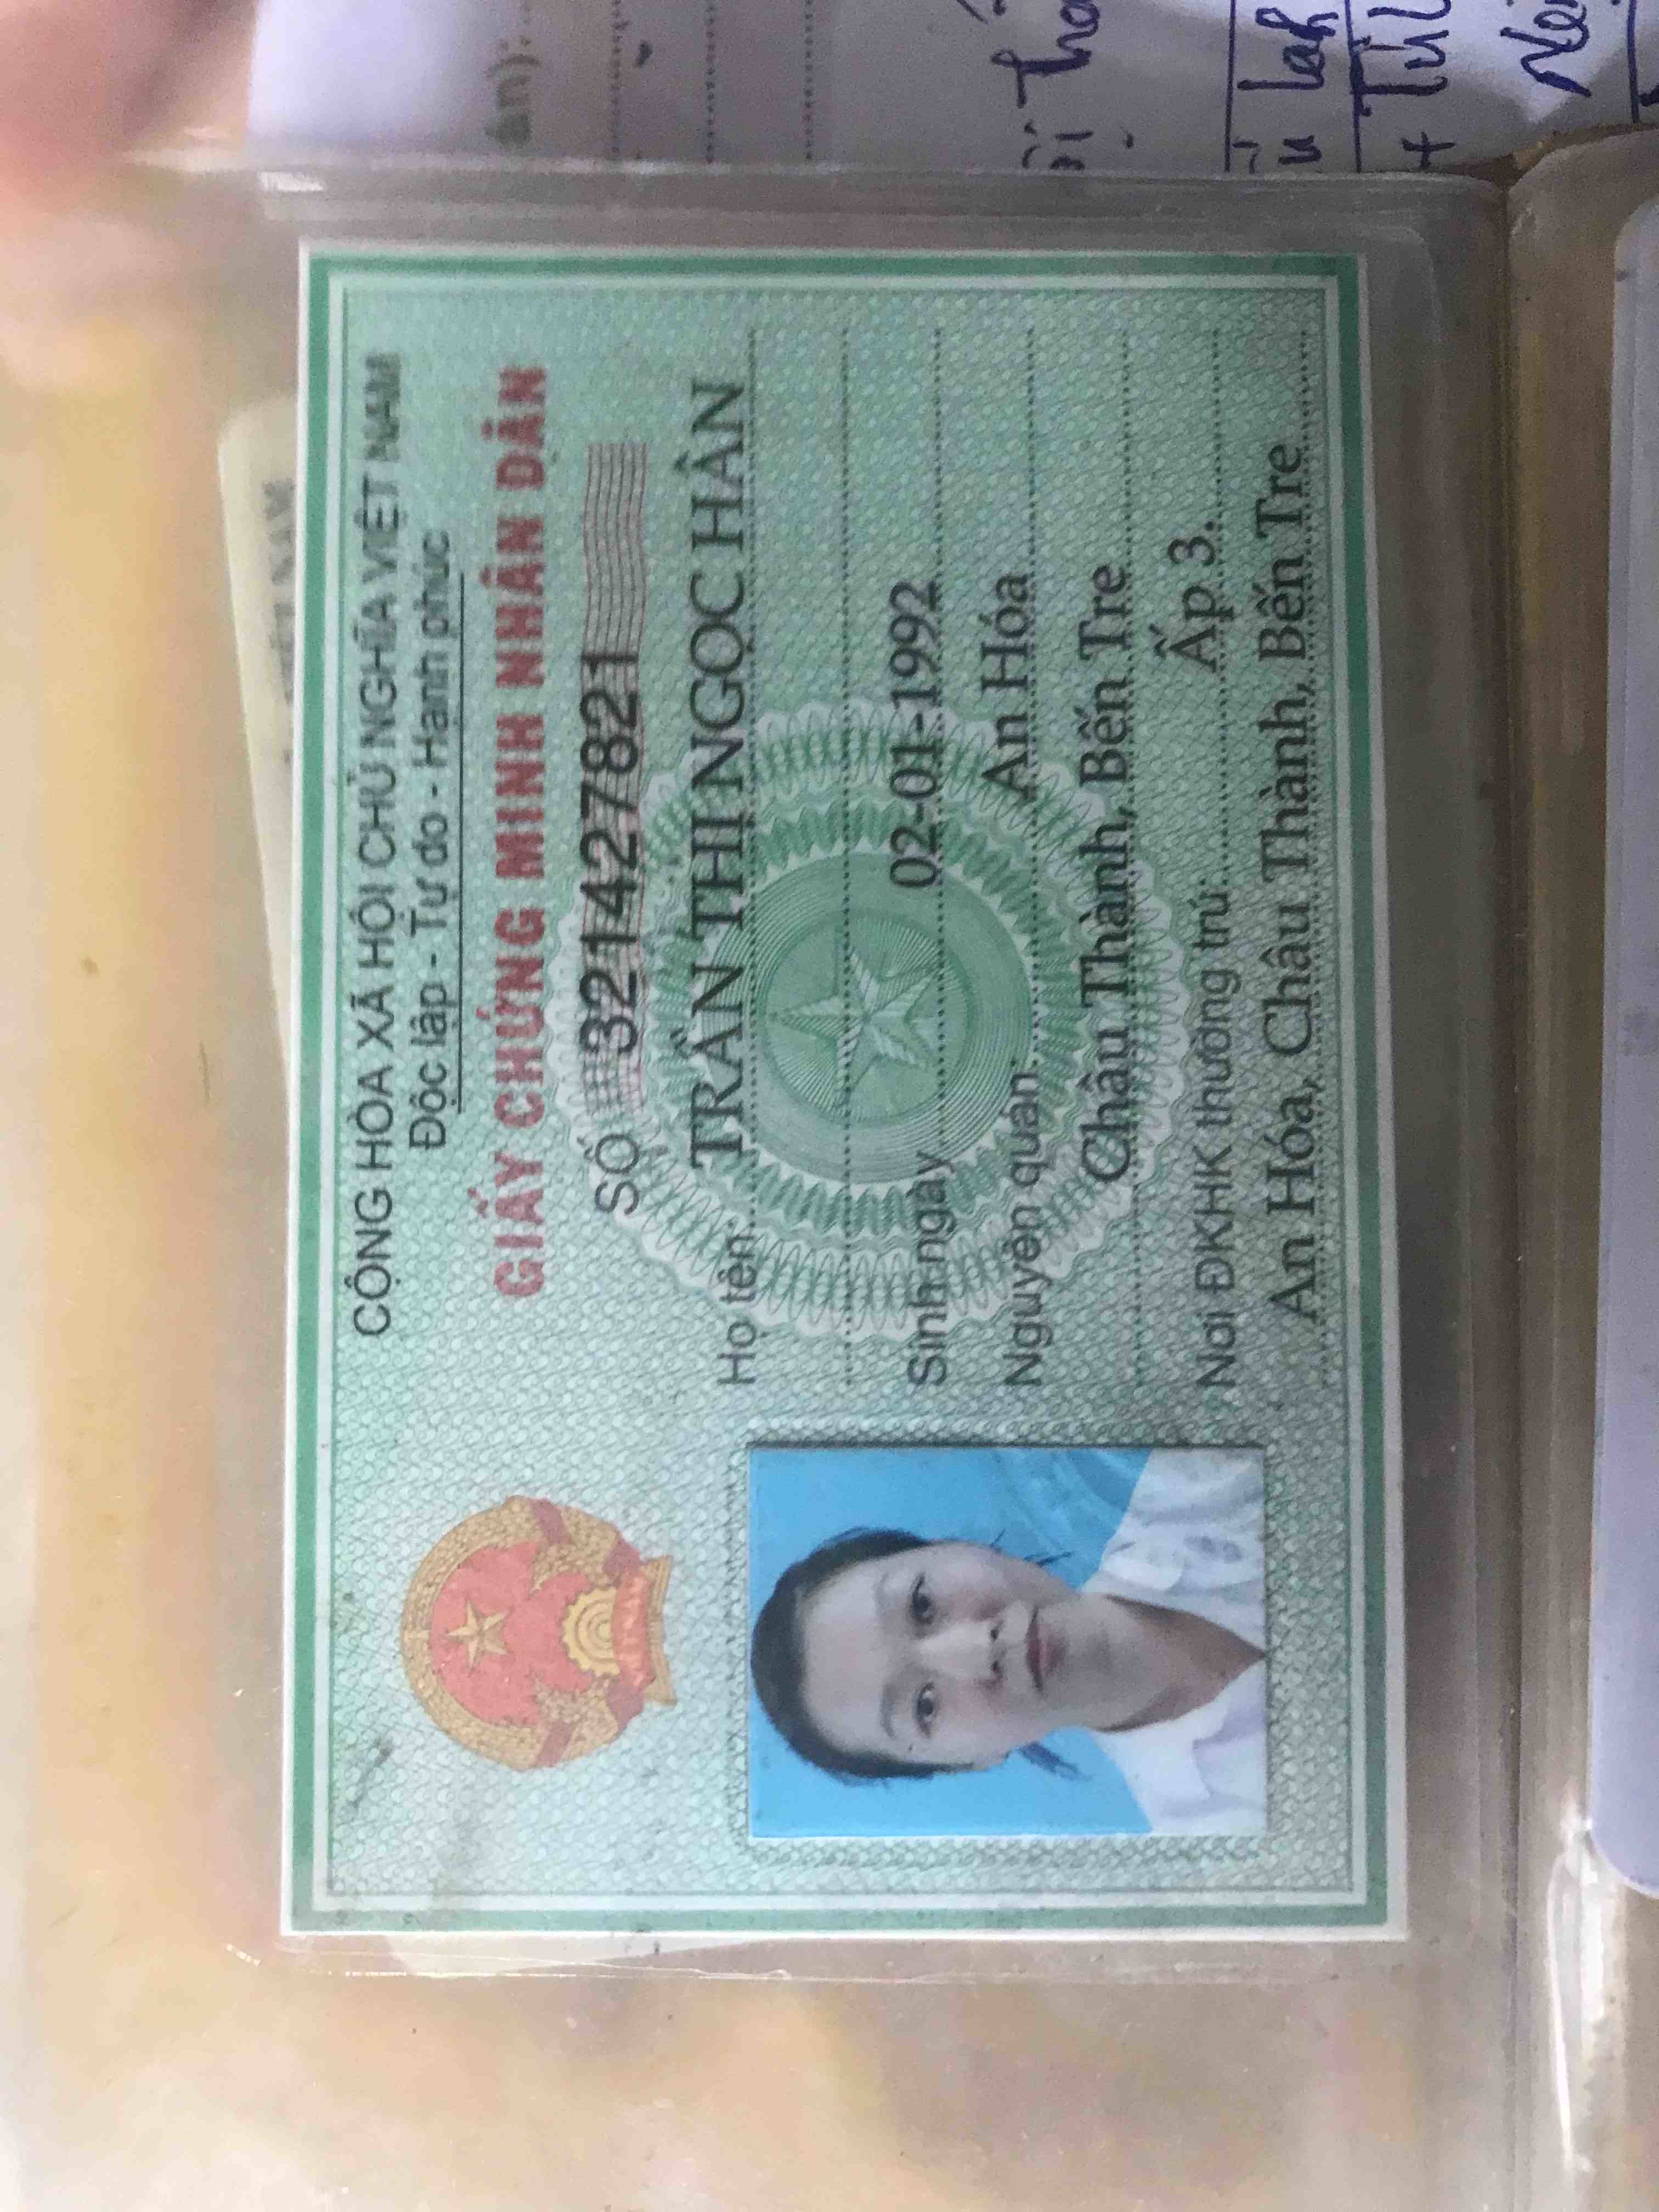 CỘNG HÒA XÃ HỘI CHỦ NGHĨA VIỆT NAM
Độc lập - Tự do - Hạnh phúc
GIẤY CHỨNG MINH NHÂN DÂN
SỐ 321427821
Họ tên: TRẦN THỊ NGỌC HÂN
Sinh ngày 02-01-1992
Nguyên quán An Hóa
Châu Thành, Bến Tre
Nơi ĐKHK thường trú: Ấp 3.
An Hóa, Châu Thành, Bến Tre
VIỆT NAM